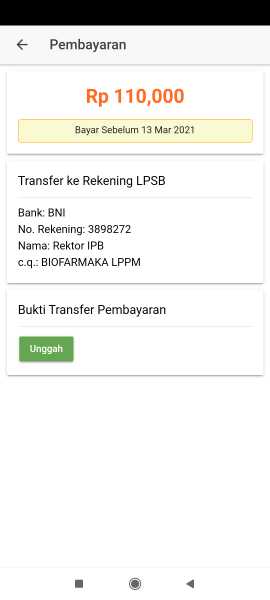 Pembayaran
Rp 110,000
Bayar Sebelum 13 Mar 2021
Transfer ke Rekening LPSB
Bank: BNI
No. Rekening: 3898272
Nama: Rektor IPB
c.q.: BIOFARMAKA LPPM
Bukti Transfer Pembayaran
Unggah